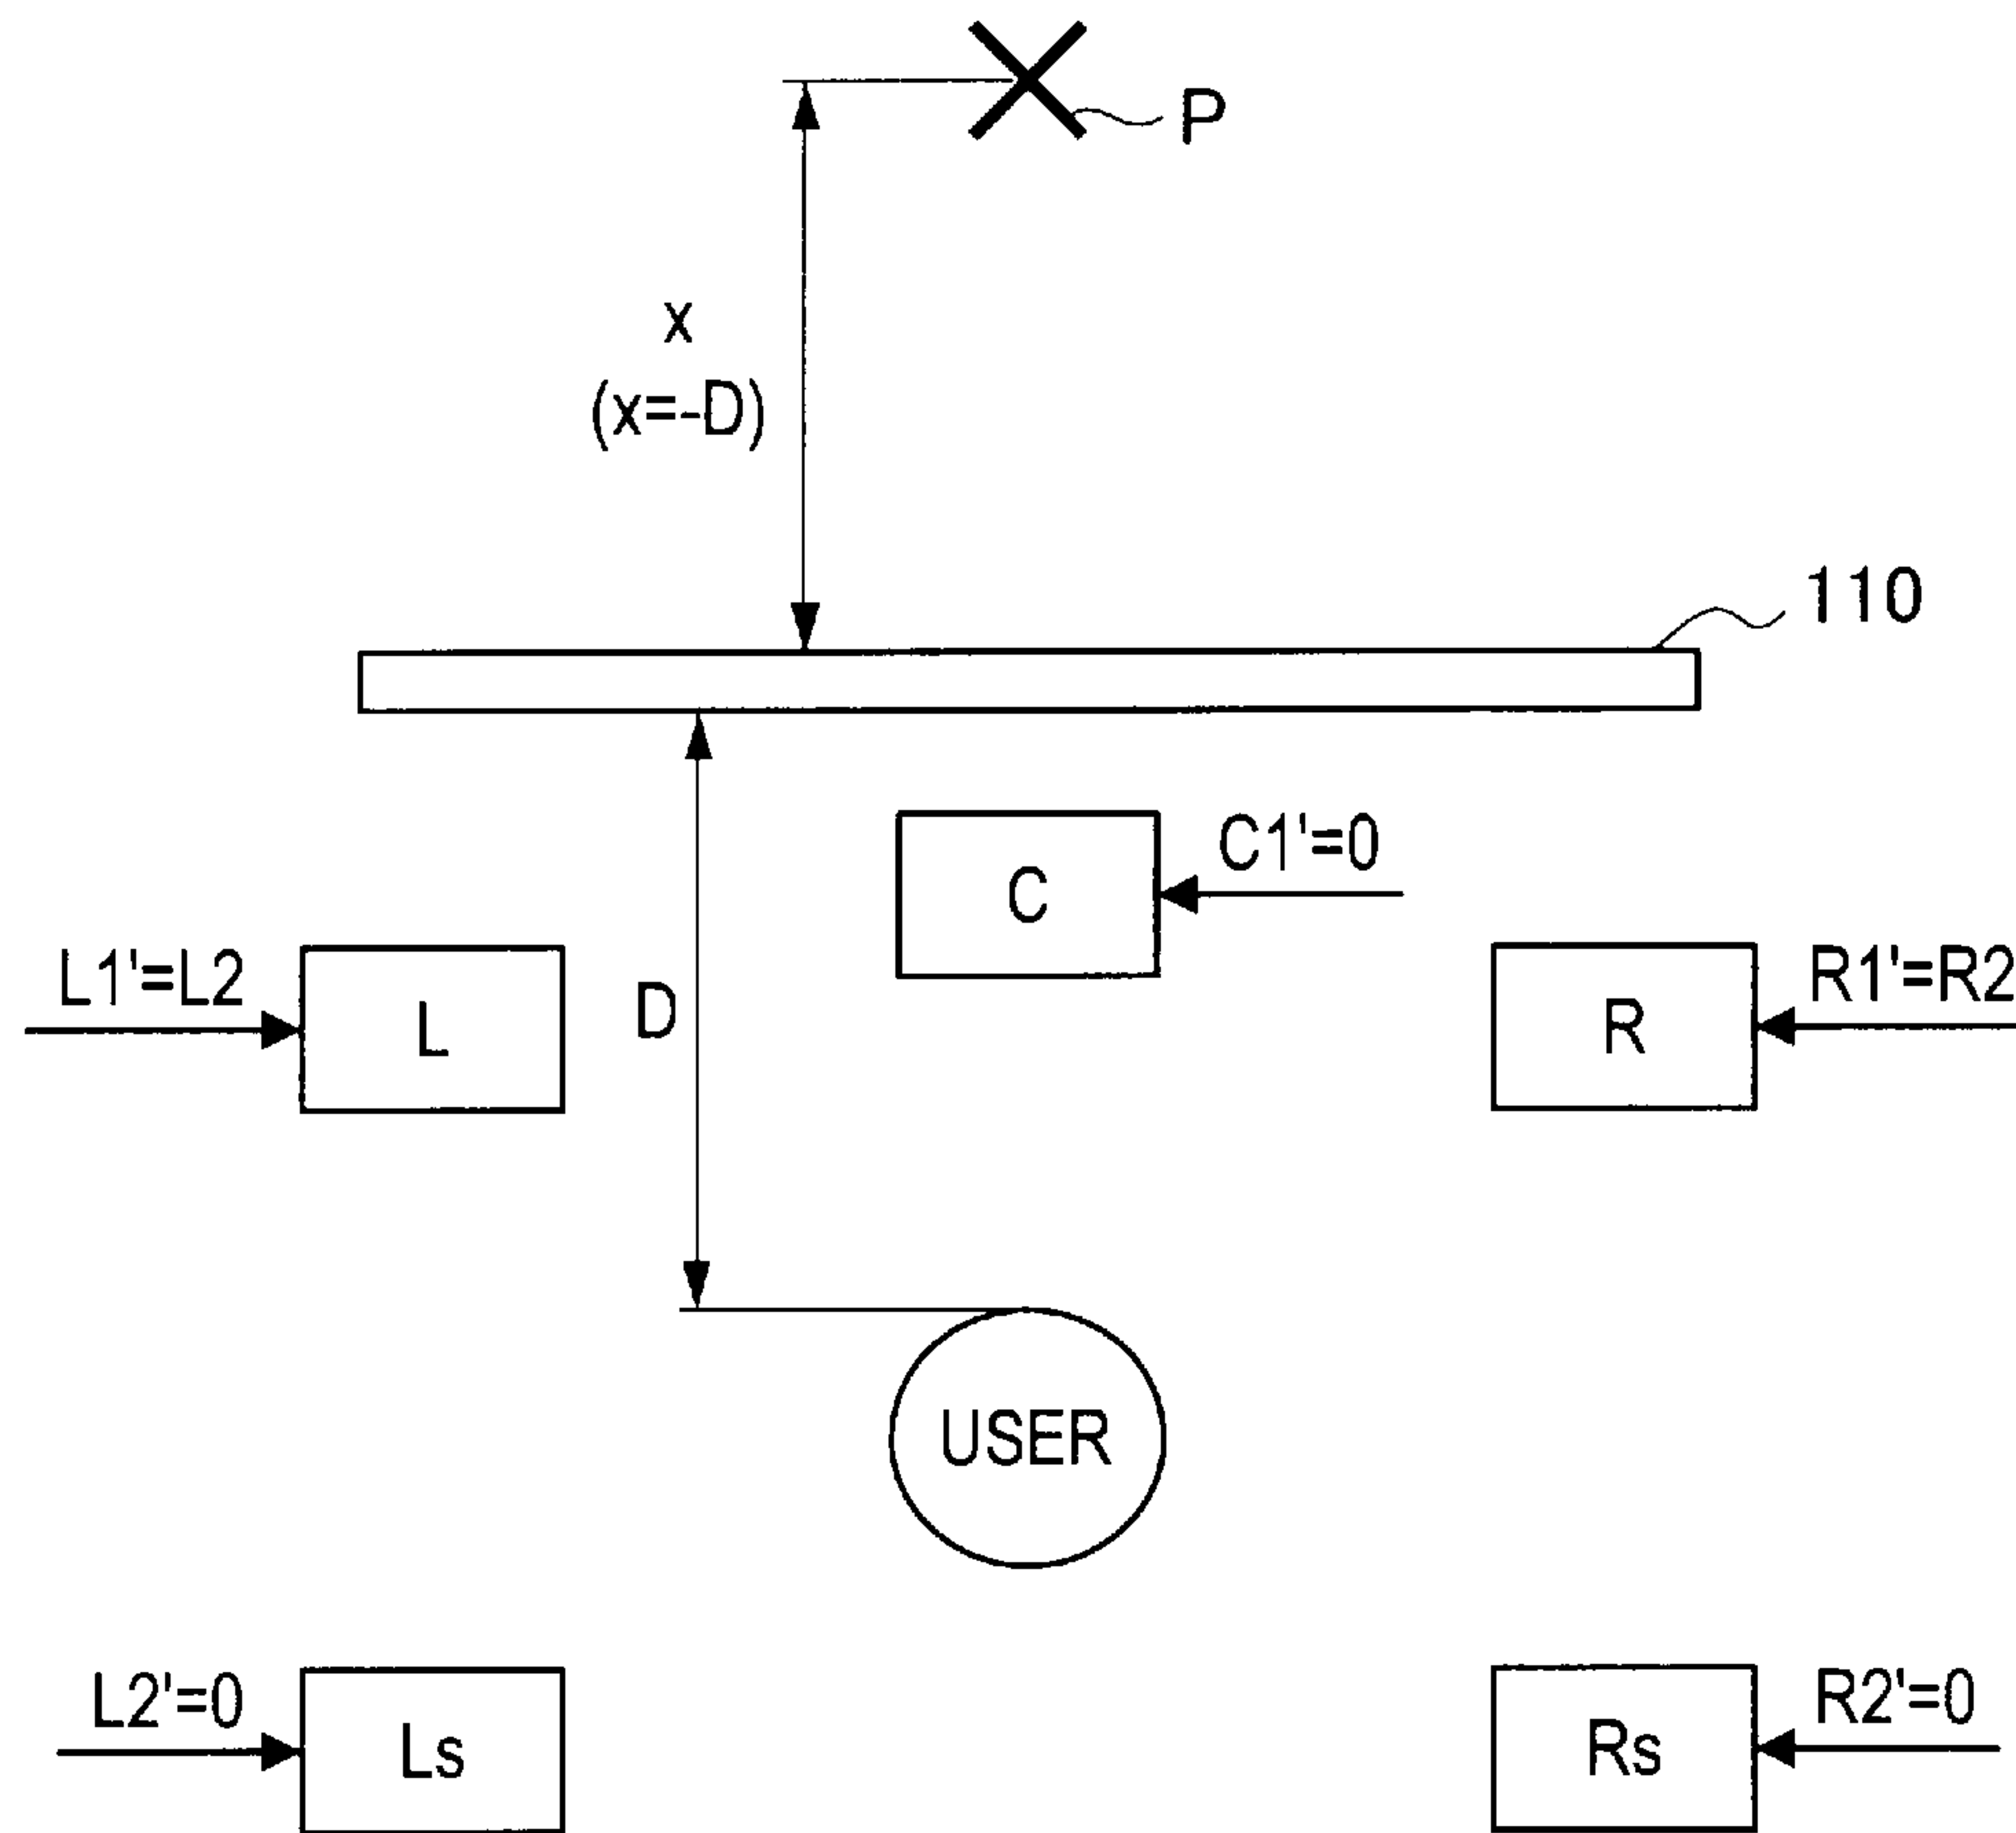 P
x
(x=-D)
110
C1'=0
C
L1'=L2
L
D
R
R1'=R2
USER
L2'=0
Ls
Rs
R2'=0